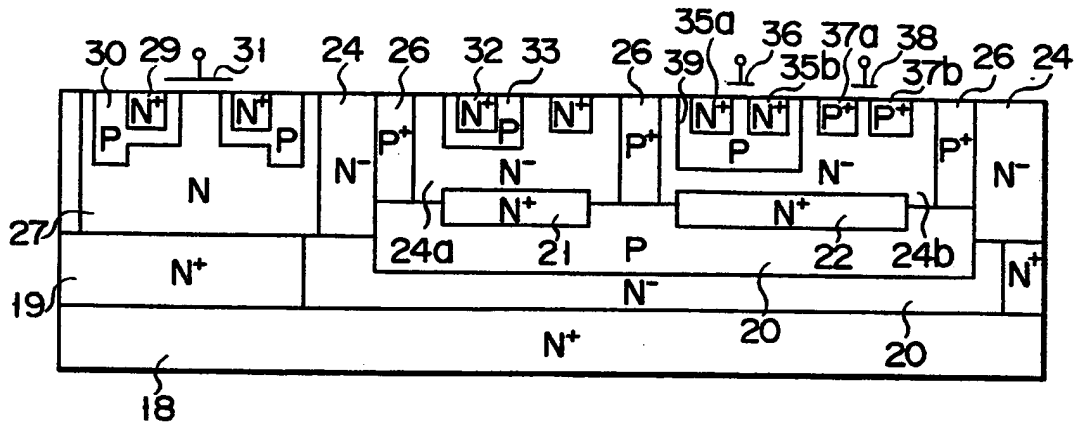 35a 36 37a 38
30 29 31 24 26 32 33 26 39 35b 37b 26 24
N+ N+ N+ N+ N+ N+ P+ P+
P P P+ P P+ P P+
N N- N- N- N-
N+ N+
27 24a 21 P 22 24b
19 N+ N- N+
20 20
N+
18